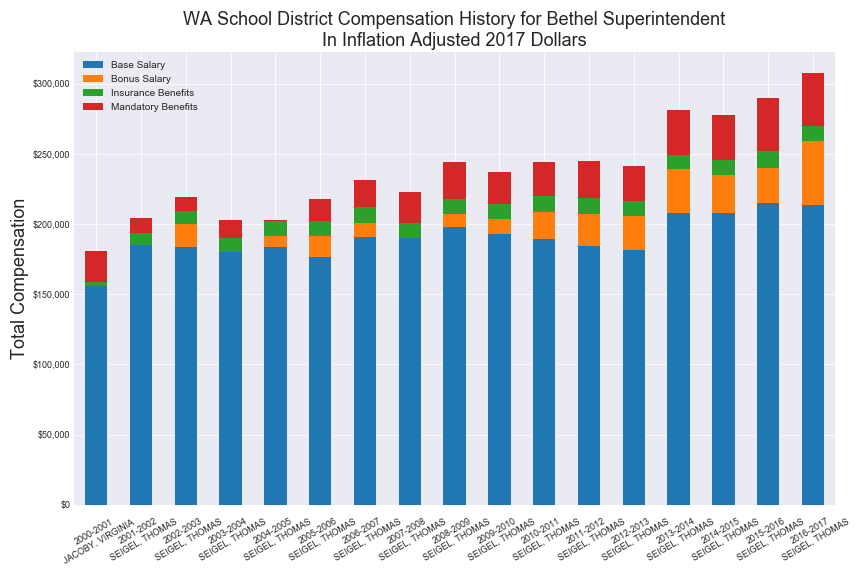 WA School District Compensation History for Bethel Superintendent
In Inflation Adjusted 2017 Dollars
Base Salary
Bonus Salary
Insurance Benefits
Mandatory Benefits
Total Compensation
$300,000
$250,000
$200,000
$150,000
$100,000
$50,000
$0
2000-2001
JACOBY, VIRGINIA
2001-2002
SEIGEL, THOMAS
2002-2003
SEIGEL, THOMAS
2003-2004
SEIGEL, THOMAS
2004-2005
SEIGEL, THOMAS
2005-2006
SEIGEL, THOMAS
2006-2007
SEIGEL, THOMAS
2007-2008
SEIGEL, THOMAS
2008-2009
SEIGEL, THOMAS
2009-2010
SEIGEL, THOMAS
2010-2011
SEIGEL, THOMAS
2011-2012
SEIGEL, THOMAS
2012-2013
SEIGEL, THOMAS
2013-2014
SEIGEL, THOMAS
2014-2015
SEIGEL, THOMAS
2015-2016
SEIGEL, THOMAS
2016-2017
SEIGEL, THOMAS